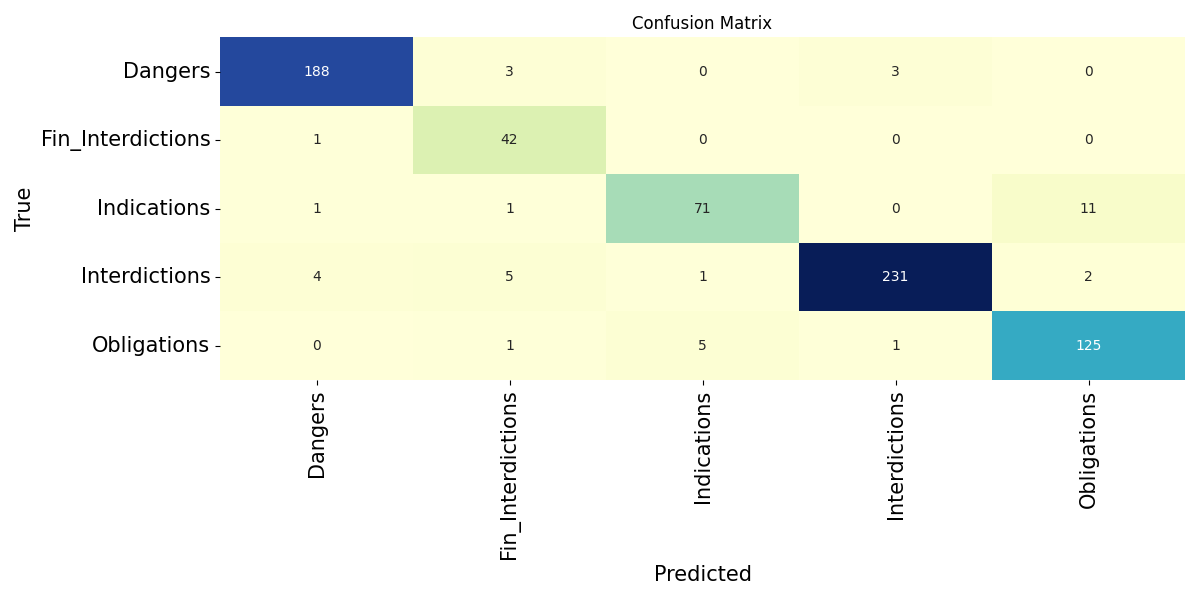 Confusion Matrix
True
Dangers 188 3 0 3 0
Fin_Interdictions 1 42 0 0 0
Indications 1 1 71 0 11
Interdictions 4 5 1 231 2
Obligations 0 1 5 1 125
Dangers Fin_Interdictions Indications Interdictions Obligations
Predicted